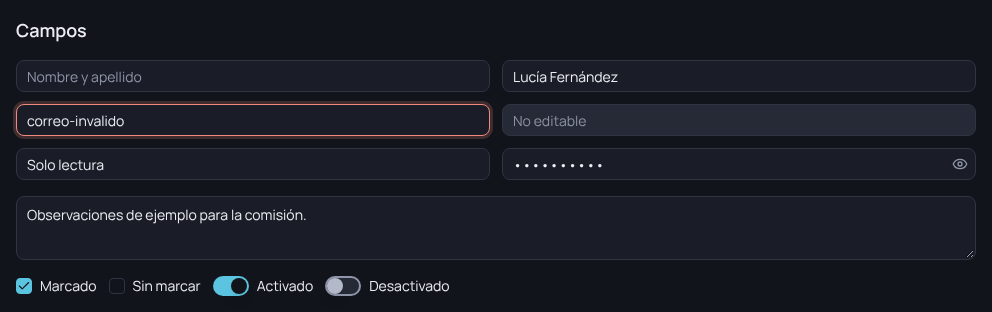 Campos
Nombre y apellido
Lucía Fernández
correo-invalido
No editable
Solo lectura
••••••••••
Observaciones de ejemplo para la comisión.
Marcado Sin marcar Activado Desactivado